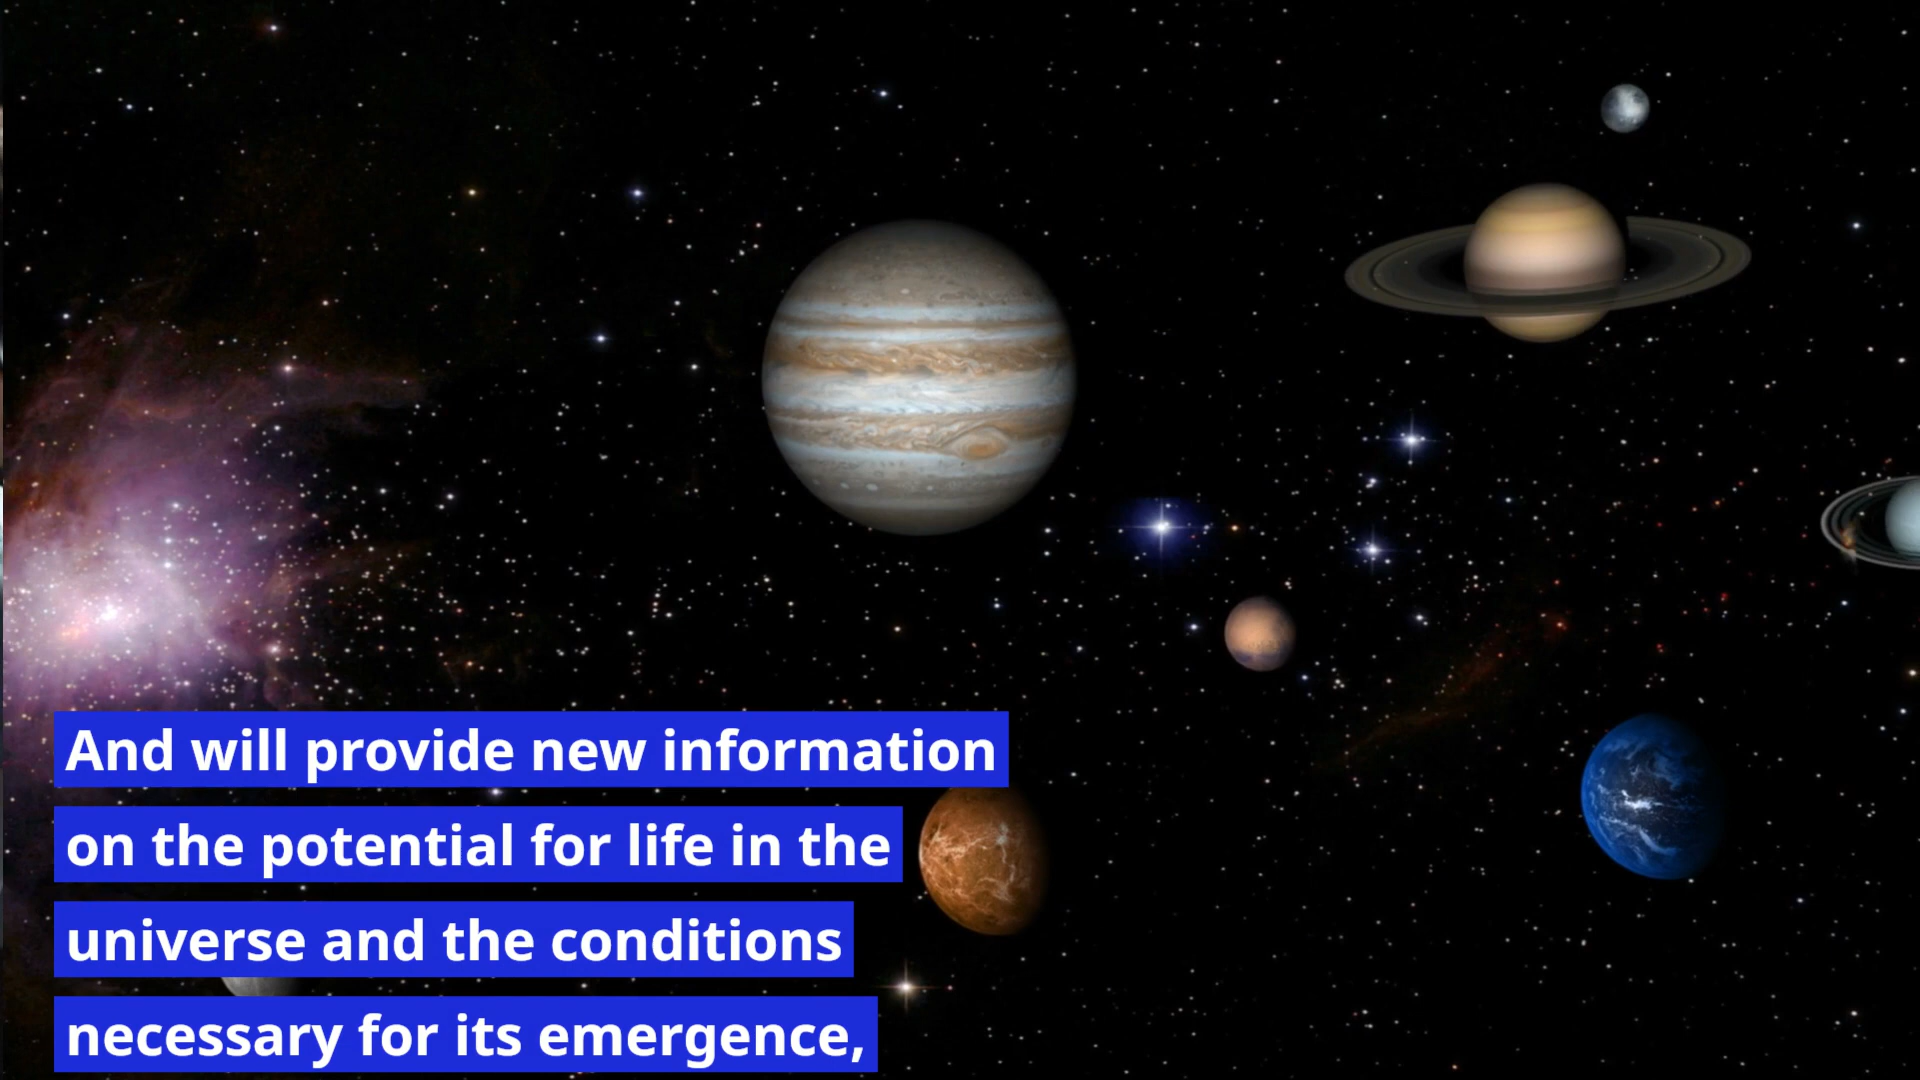 And will provide new information
on the potential for life in the
universe and the conditions
necessary for its emergence,